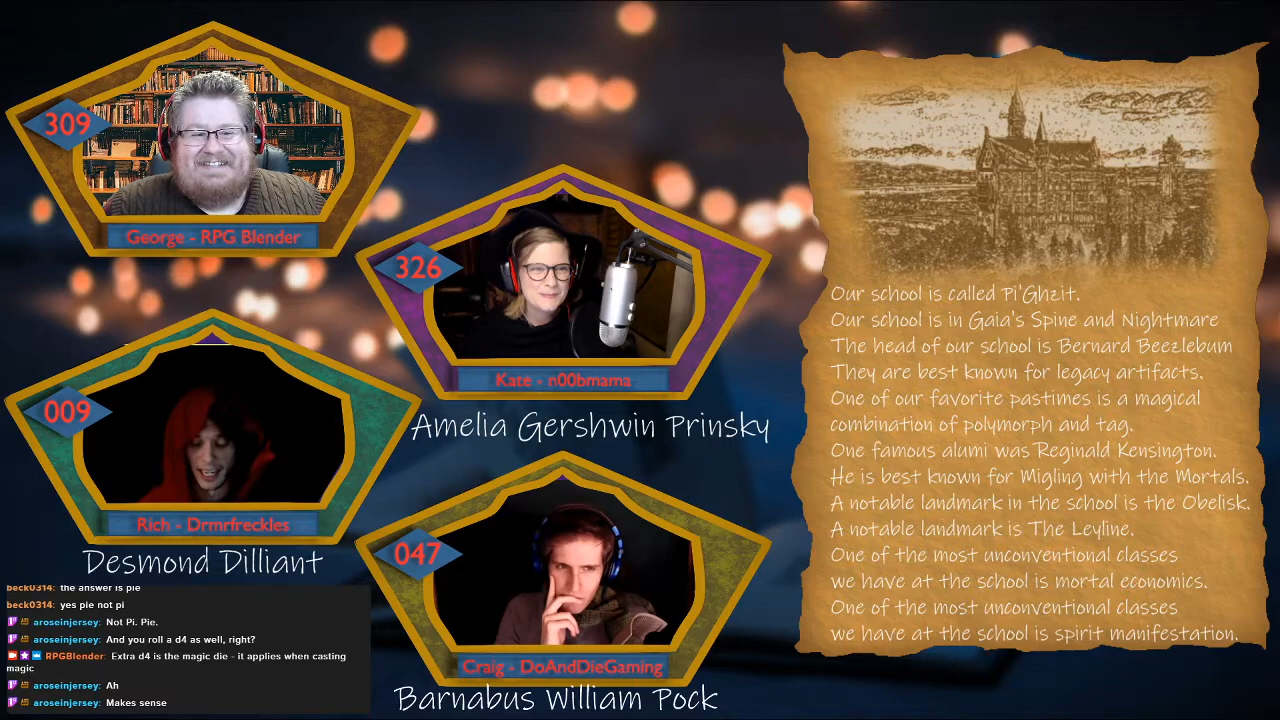 309
George - RPG Blender
326
Kate - n00bmama
Amelia Gershwin Prinsky
009
Rich - Drmrfreckles
Desmond Dilliant
047
Craig - DoAndDieGaming
Barnabus William Pock
beck0314: the answer is pie
beck0314: yes pie not pi
aroseinjersey: Not Pi. Pie.
aroseinjersey: And you roll a d4 as well, right?
RPGBlender: Extra d4 is the magic die - it applies when casting
magic
aroseinjersey: Ah
aroseinjersey: Makes sense
Our school is called Pi'Ghzit.
Our school is in Gaia's Spine and Nightmare
The head of our school is Bernard Beezlebum
They are best known for legacy artifacts.
One of our favorite pastimes is a magical
combination of polymorph and tag.
One famous alumi was Reginald Kensington.
He is best known for Migling with the Mortals.
A notable landmark in the school is the Obelisk.
A notable landmark is The Leyline.
One of the most unconventional classes
we have at the school is mortal economics.
One of the most unconventional classes
we have at the school is spirit manifestation.